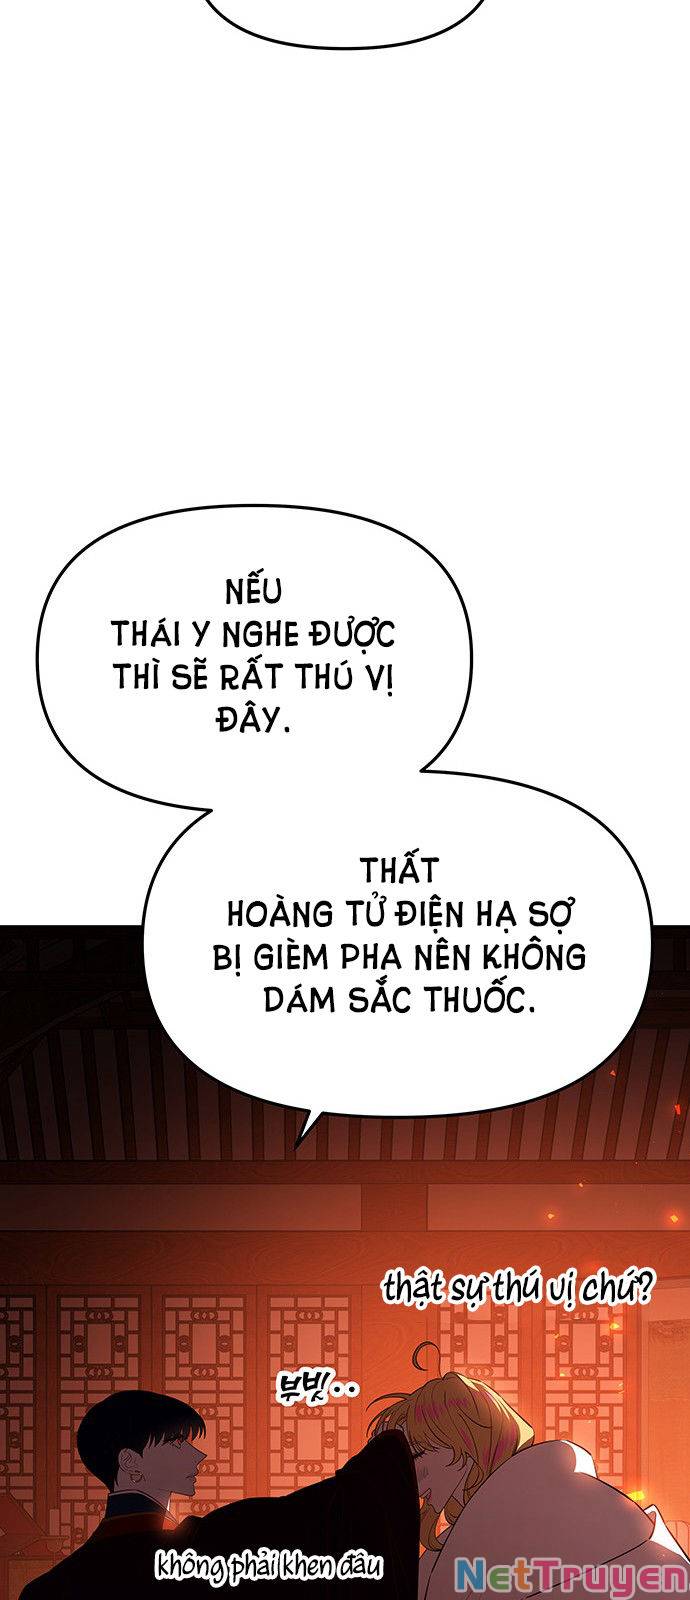 NẾU
THÁI Y NGHE ĐƯỢC
THÌ SẼ RẤT THÚ VỊ
ĐÂY.
THẤT
HOÀNG TỬ ĐIỆN HẠ SỢ
BỊ GIÈM PHA NÊN KHÔNG
DÁM SẮC THUỐC.
thật sự thú vị chứ?
부빗..
không phải khen đâu
NetTruyen